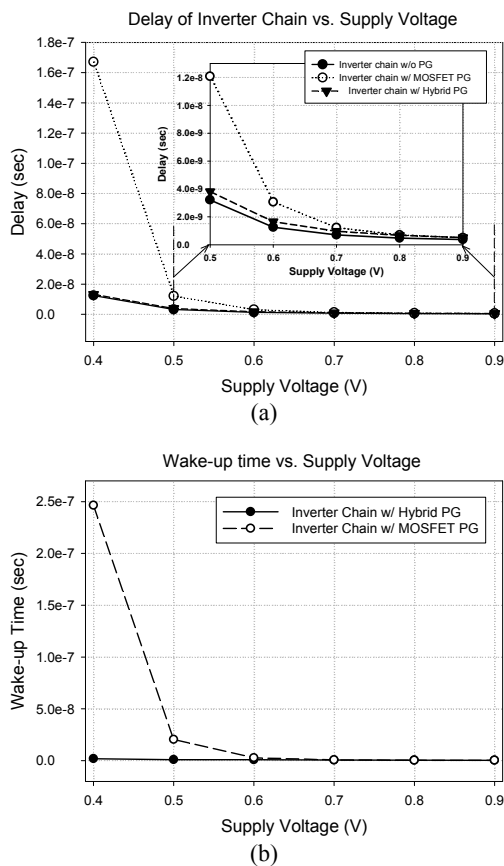 Delay of Inverter Chain vs. Supply Voltage
1.8e-7
1.6e-7
1.4e-7
1.2e-7
1.0e-7
8.0e-8
6.0e-8
4.0e-8
2.0e-8
0.0
Delay (sec)
Inverter chain w/o PG
Inverter chain w/ MOSFET PG
Inverter chain w/ Hybrid PG
1.2e-8
1.0e-8
8.0e-9
6.0e-9
4.0e-9
2.0e-9
0.0
Delay (sec)
0.5 0.6 0.7 0.8 0.9
Supply Voltage (V)
0.4 0.5 0.6 0.7 0.8 0.9
Supply Voltage (V)
(a)
Wake-up time vs. Supply Voltage
2.5e-7
2.0e-7
1.5e-7
1.0e-7
5.0e-8
0.0
Wake-up Time (sec)
Inverter Chain w/ Hybrid PG
Inverter Chain w/ MOSFET PG
0.4 0.5 0.6 0.7 0.8 0.9
Supply Voltage (V)
(b)